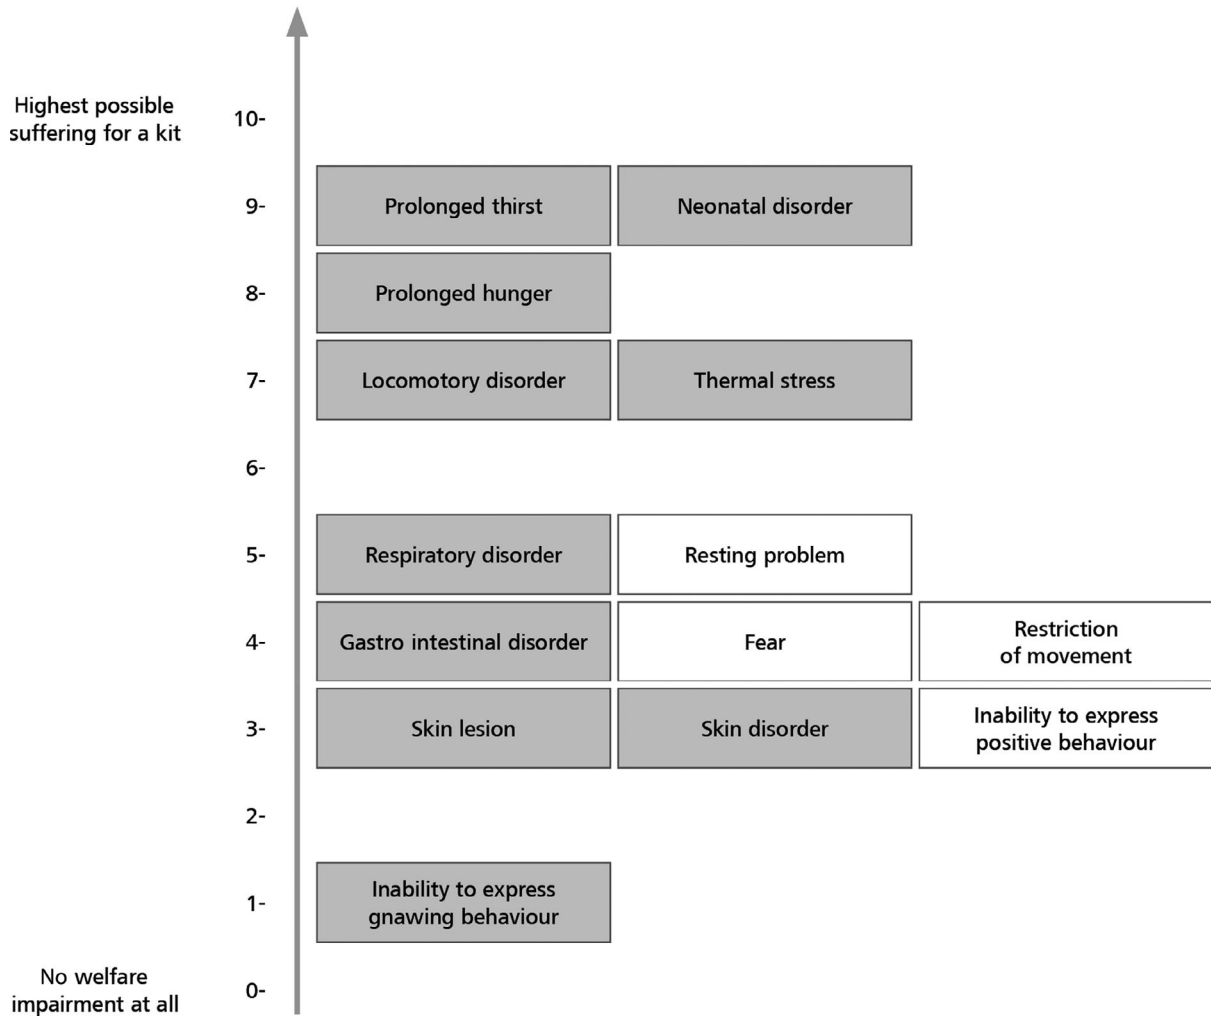 Highest possible
suffering for a kit
10-
9-
Prolonged thirst
Neonatal disorder
8-
Prolonged hunger
7-
Locomotory disorder
Thermal stress
6-
5-
Respiratory disorder
Resting problem
4-
Gastro intestinal disorder
Fear
Restriction
of movement
3-
Skin lesion
Skin disorder
Inability to express
positive behaviour
2-
1-
Inability to express
gnawing behaviour
No welfare
impairment at all
0-